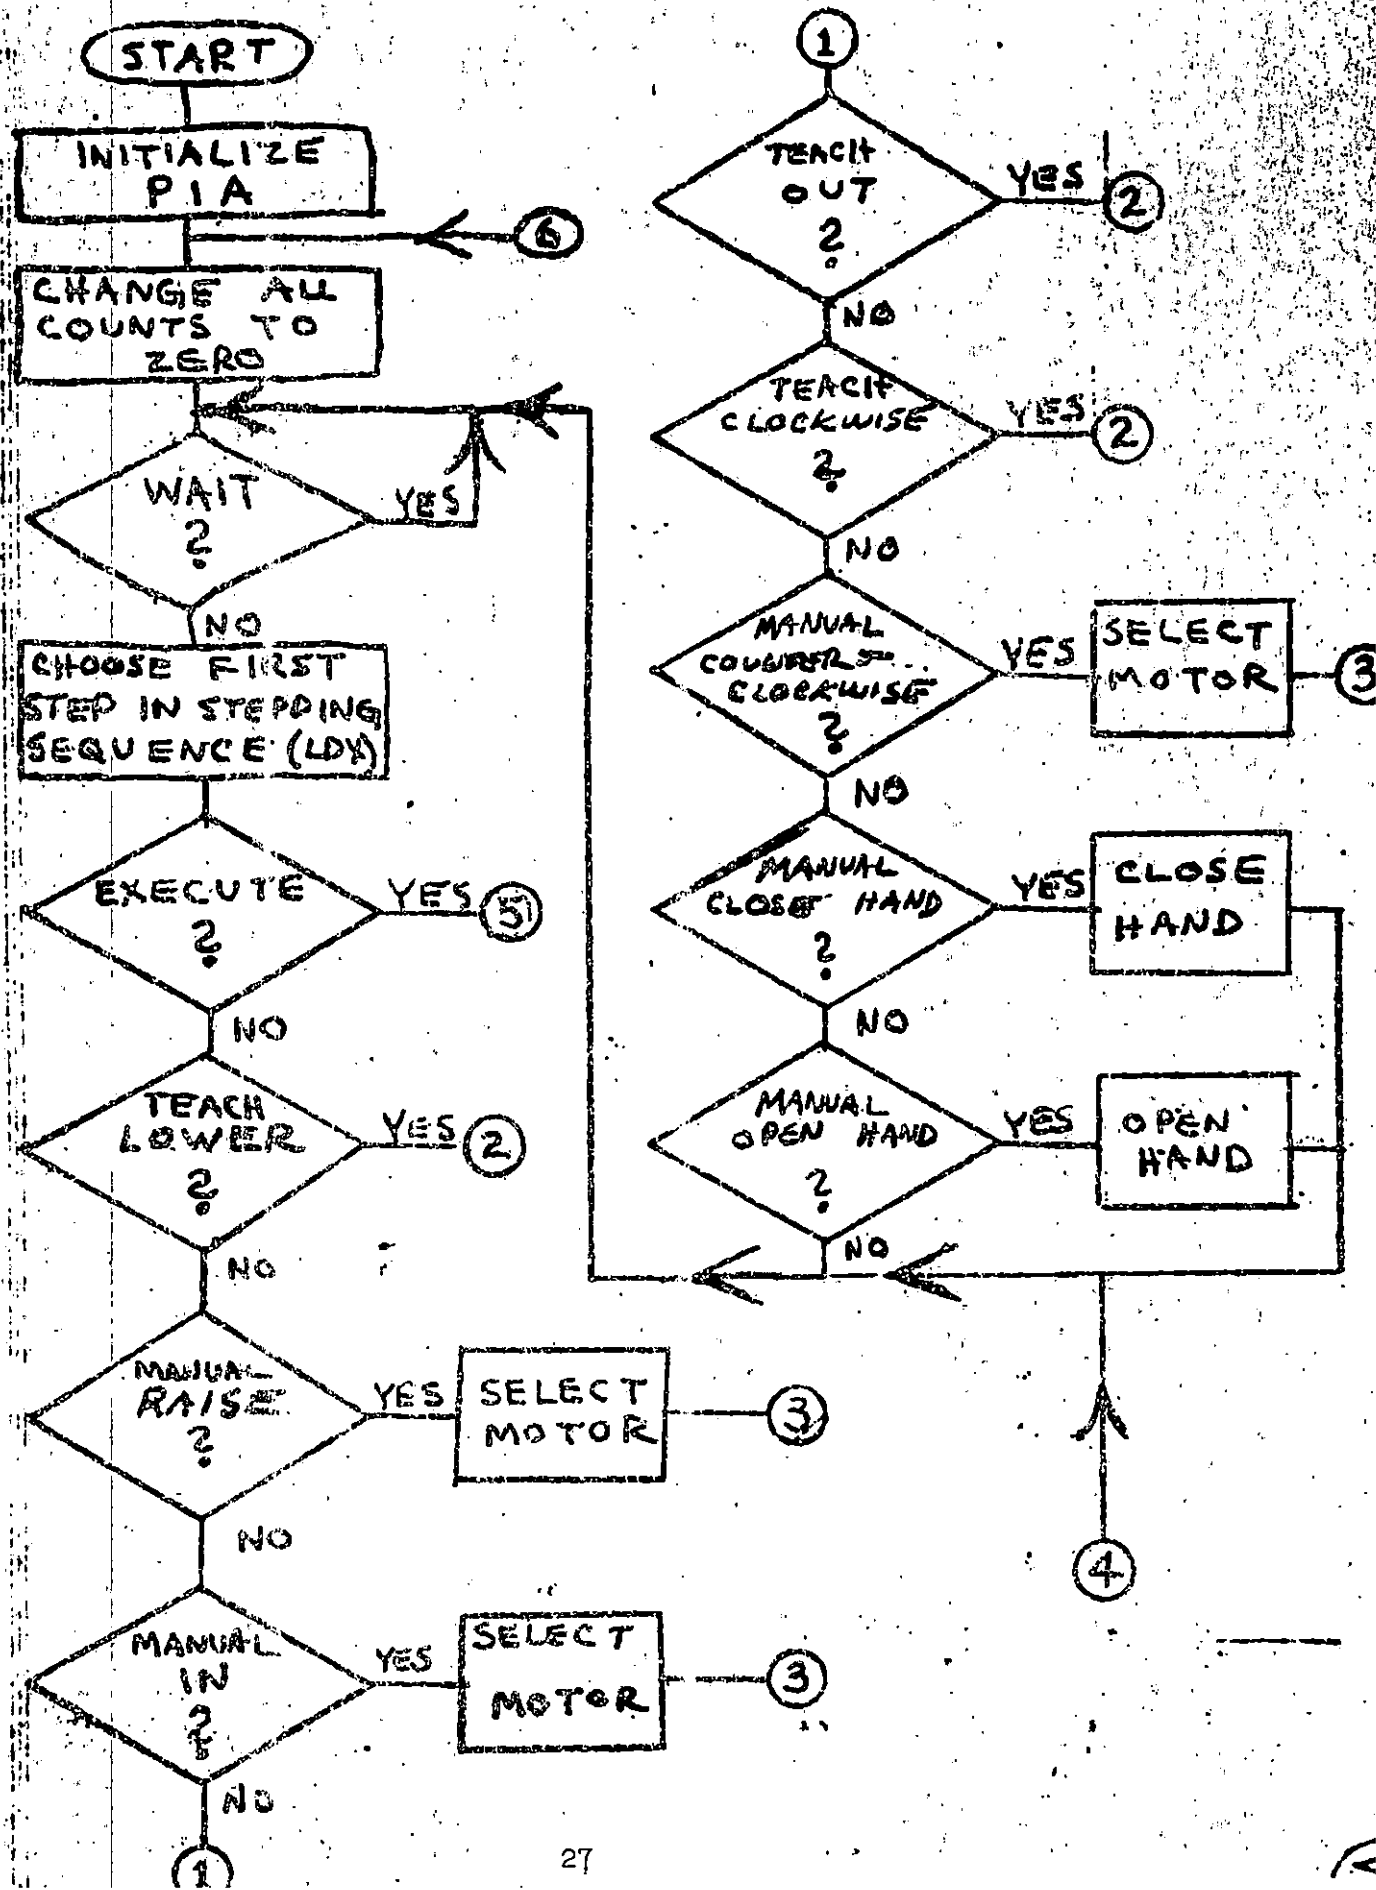 START
INITIALIZE
PIA
6
CHANGE ALL
COUNTS TO
ZERO
WAIT
?
YES
NO
CHOOSE FIRST
STEP IN STEPPING
SEQUENCE (LDX)
EXECUTE
?
YES
5
NO
TEACH
LOWER
?
YES
2
NO
MANUAL
RAISE
?
YES
SELECT
MOTOR
3
NO
MANUAL
IN
?
YES
SELECT
MOTOR
3
NO
1
1
TEACH
OUT
?
YES
2
NO
TEACH
CLOCKWISE
?
YES
2
NO
MANUAL
COUNTER-
CLOCKWISE
?
YES
SELECT
MOTOR
3
NO
MANUAL
CLOSE HAND
?
YES
CLOSE
HAND
NO
MANUAL
OPEN HAND
?
YES
OPEN
HAND
NO
4
27